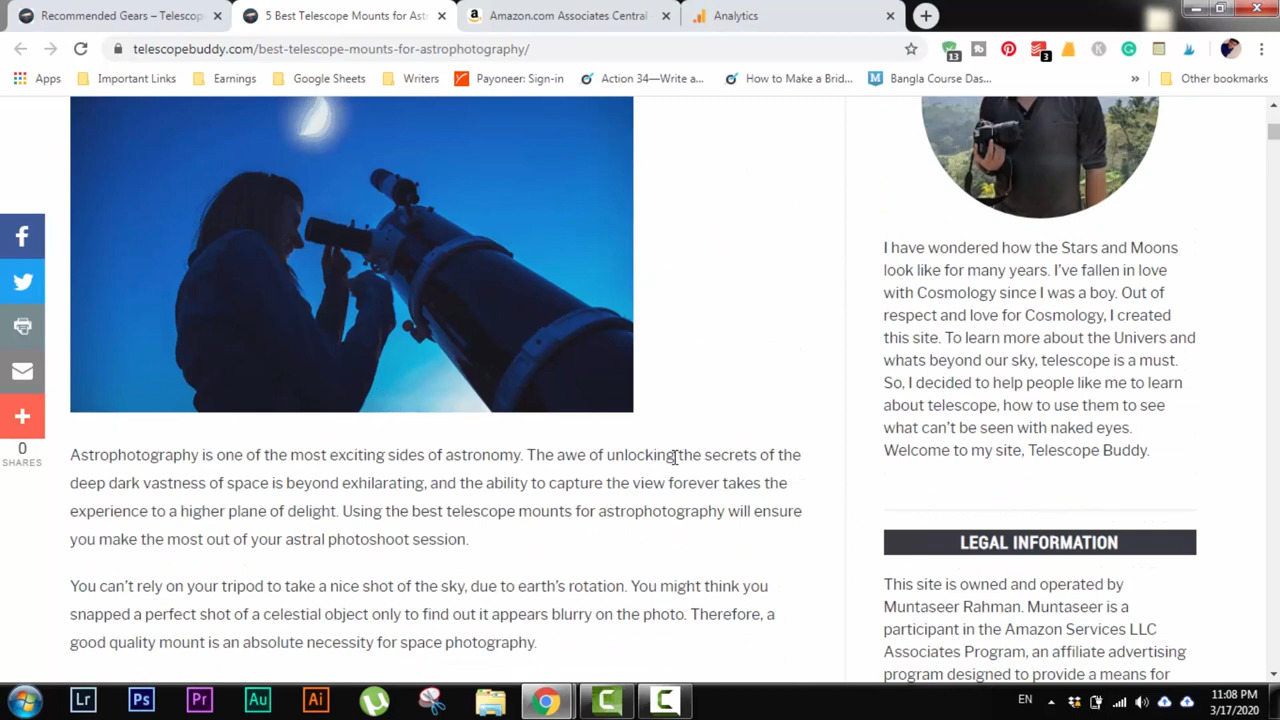 Recommended Gears – Telescop
5 Best Telescope Mounts for Ast
Amazon.com Associates Central
Analytics
telescopebuddy.com/best-telescope-mounts-for-astrophotography/
13
3
Apps
Important Links
Earnings
Google Sheets
Writers
Payoneer: Sign-in
Action 34—Write a...
How to Make a Brid...
Bangla Course Das...
»
Other bookmarks
0
SHARES
Astrophotography is one of the most exciting sides of astronomy. The awe of unlocking the secrets of the
deep dark vastness of space is beyond exhilarating, and the ability to capture the view forever takes the
experience to a higher plane of delight. Using the best telescope mounts for astrophotography will ensure
you make the most out of your astral photoshoot session.
You can't rely on your tripod to take a nice shot of the sky, due to earth's rotation. You might think you
snapped a perfect shot of a celestial object only to find out it appears blurry on the photo. Therefore, a
good quality mount is an absolute necessity for space photography.
I have wondered how the Stars and Moons
look like for many years. I've fallen in love
with Cosmology since I was a boy. Out of
respect and love for Cosmology, I created
this site. To learn more about the Univers and
whats beyond our sky, telescope is a must.
So, I decided to help people like me to learn
about telescope, how to use them to see
what can't be seen with naked eyes.
Welcome to my site, Telescope Buddy.
LEGAL INFORMATION
This site is owned and operated by
Muntaseer Rahman. Muntaseer is a
participant in the Amazon Services LLC
Associates Program, an affiliate advertising
program designed to provide a means for
Lr
Ps
Pr
Au
Ai
EN
11:08 PM
3/17/2020